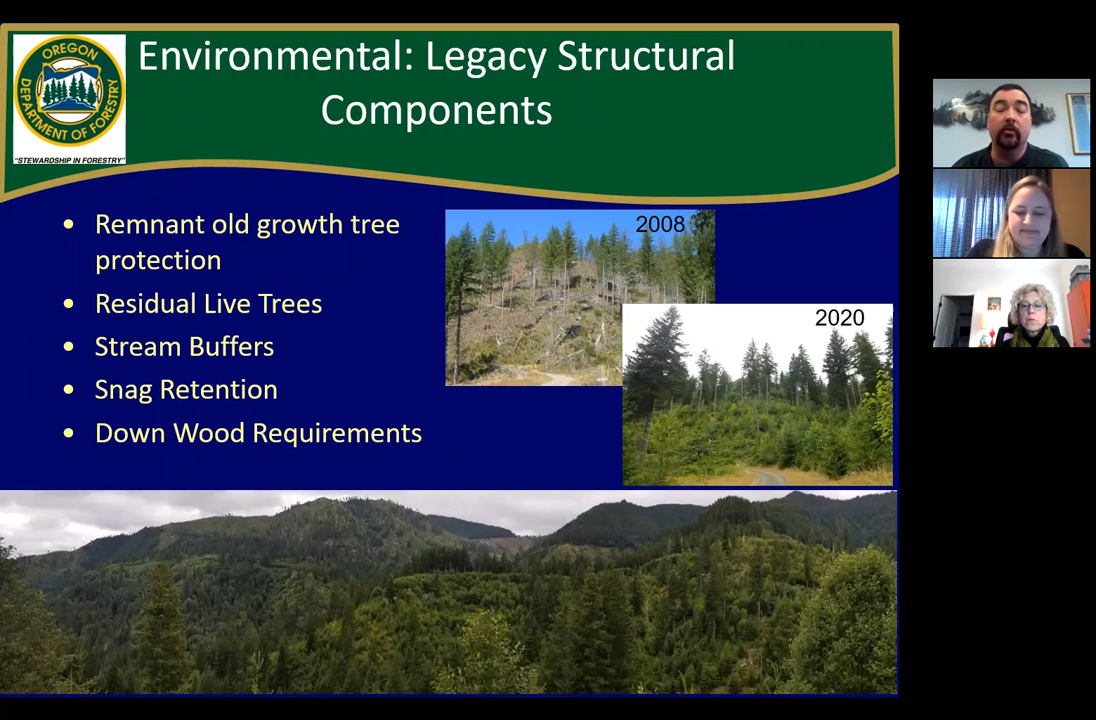 Environmental: Legacy Structural
Components
OREGON
DEPARTMENT OF FORESTRY
"STEWARDSHIP IN FORESTRY"
• Remnant old growth tree
protection
• Residual Live Trees
• Stream Buffers
• Snag Retention
• Down Wood Requirements
2008
2020